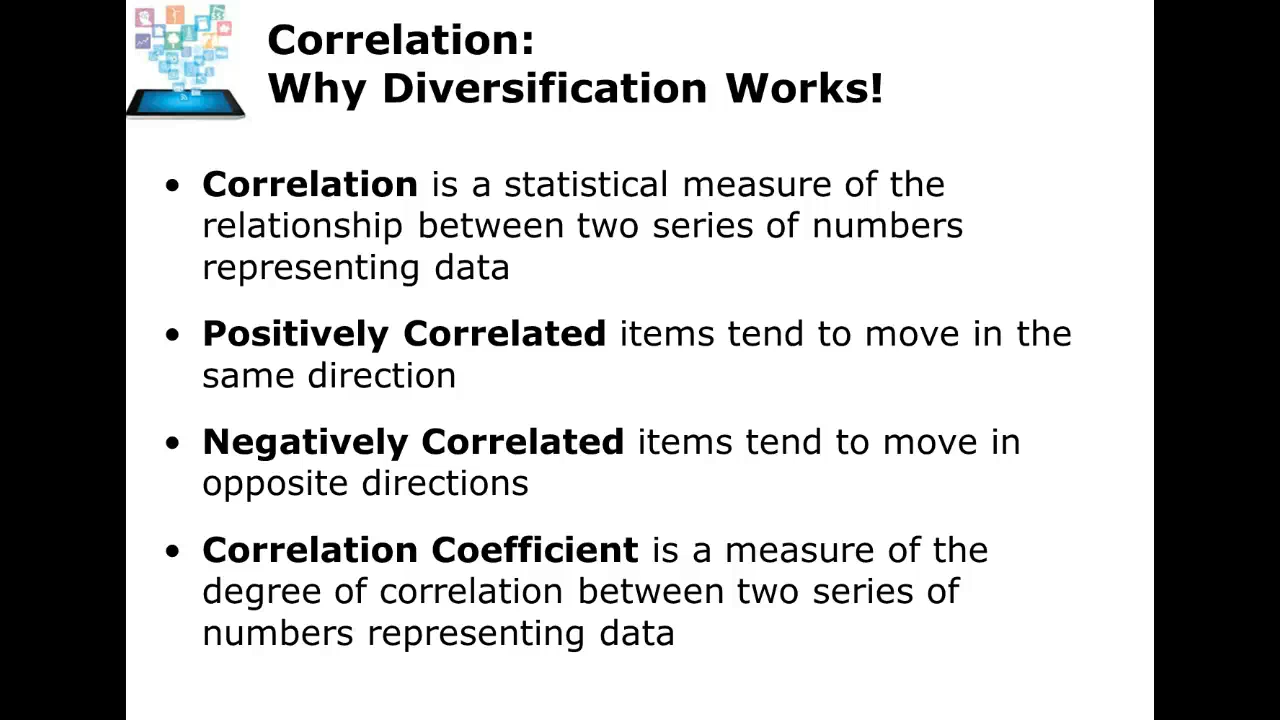 Correlation:
Why Diversification Works!
• Correlation is a statistical measure of the
relationship between two series of numbers
representing data
• Positively Correlated items tend to move in the
same direction
• Negatively Correlated items tend to move in
opposite directions
• Correlation Coefficient is a measure of the
degree of correlation between two series of
numbers representing data